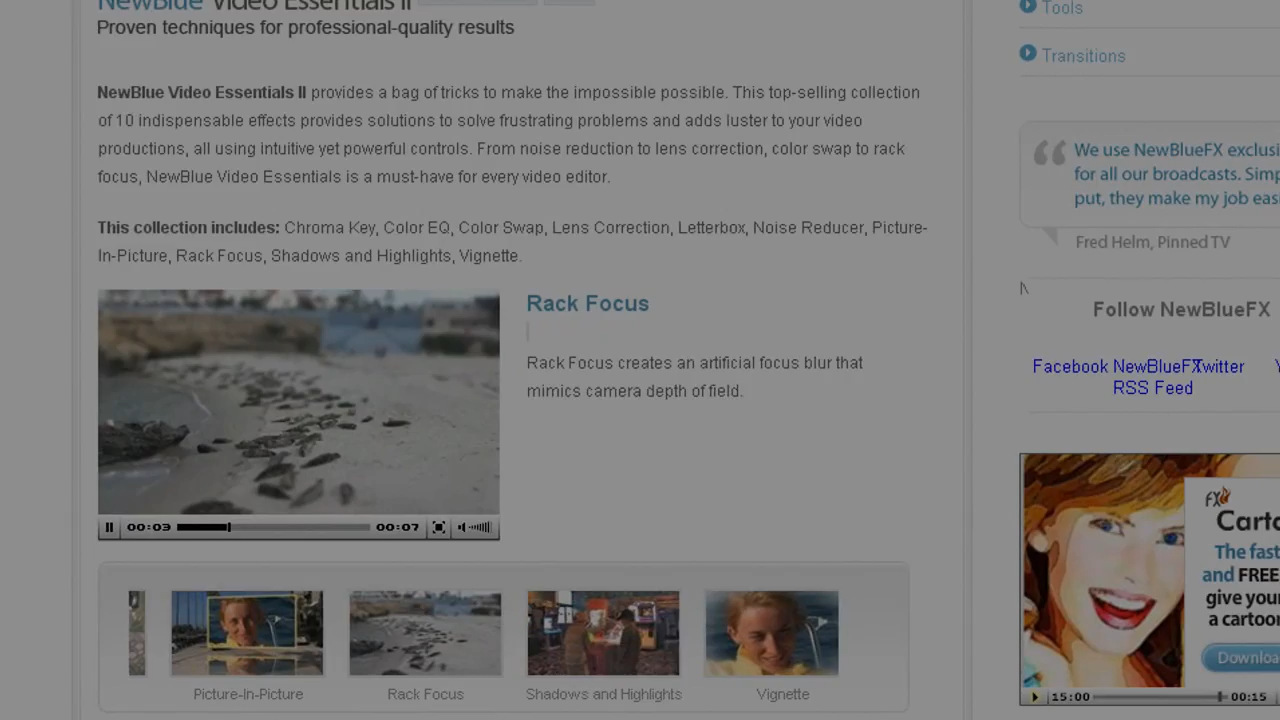 NewBlue Video Essentials II
Proven techniques for professional-quality results
NewBlue Video Essentials II provides a bag of tricks to make the impossible possible. This top-selling collection
of 10 indispensable effects provides solutions to solve frustrating problems and adds luster to your video
productions, all using intuitive yet powerful controls. From noise reduction to lens correction, color swap to rack
focus, NewBlue Video Essentials is a must-have for every video editor.
This collection includes: Chroma Key, Color EQ, Color Swap, Lens Correction, Letterbox, Noise Reducer, Picture-
In-Picture, Rack Focus, Shadows and Highlights, Vignette.
Rack Focus
Rack Focus creates an artificial focus blur that
mimics camera depth of field.
00:03
00:07
Picture-In-Picture
Rack Focus
Shadows and Highlights
Vignette
Tools
Transitions
We use NewBlueFX exclusi
for all our broadcasts. Simp
put, they make my job eas
Fred Helm, Pinned TV
N
Follow NewBlueFX
Facebook NewBlueFX Twitter Y
RSS Feed
FX
Carto
The fast
and FREE
give your
a cartoo
Downloa
15:00
00:15